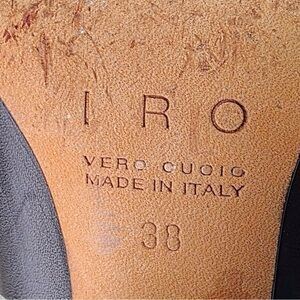 IRO
VERO CUOIO
MADE IN ITALY
38